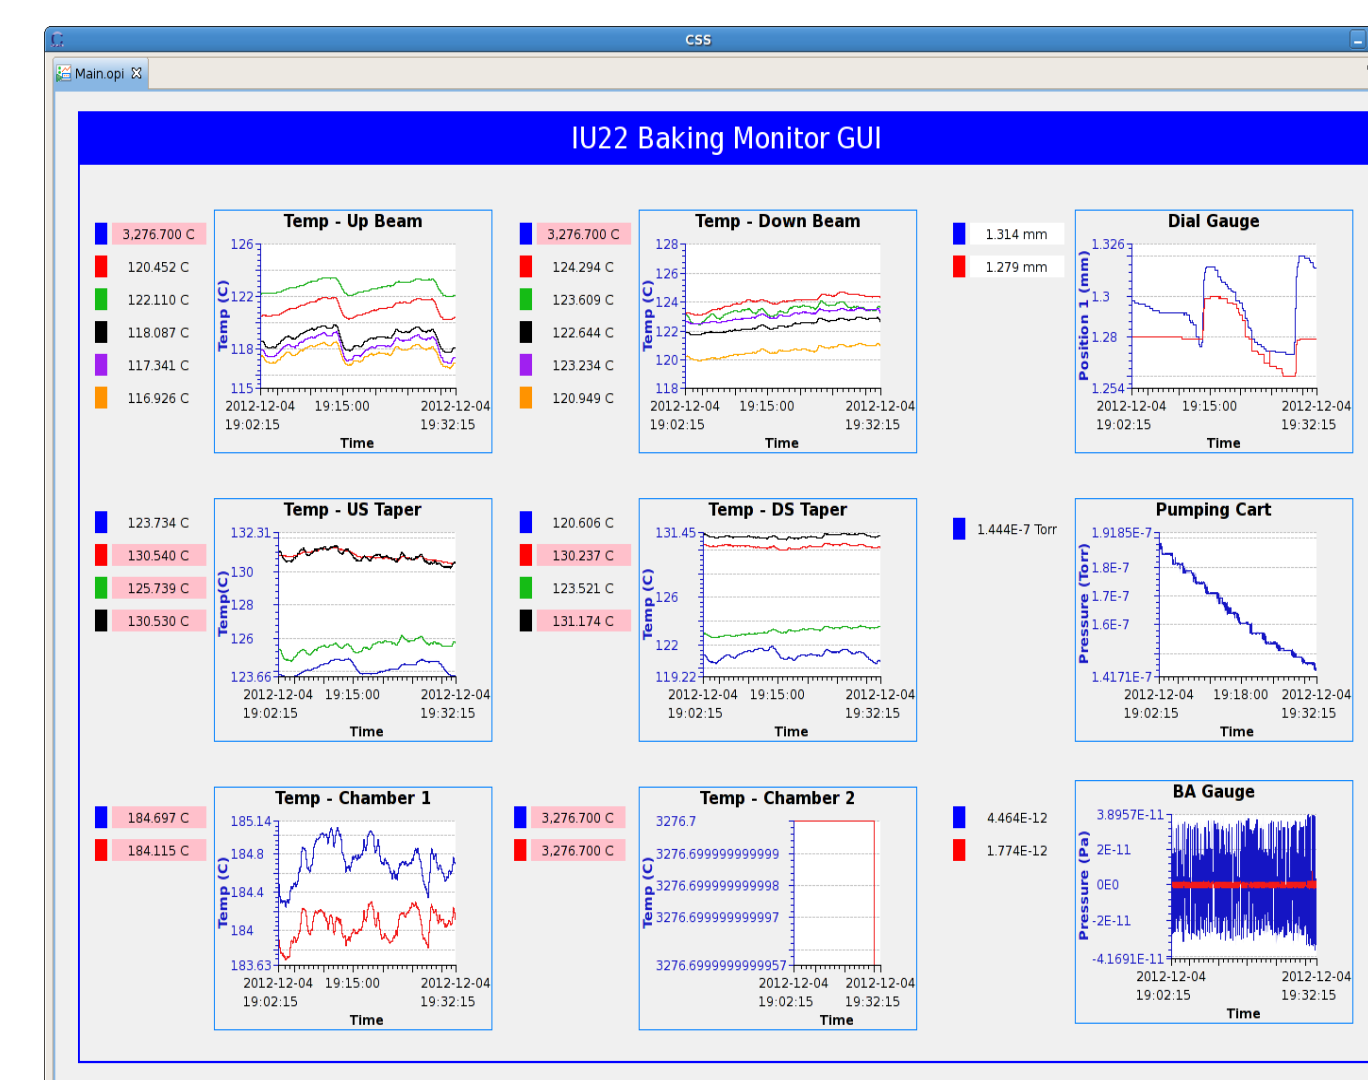 CSS
Main.opi
IU22 Baking Monitor GUI
3,276.700 C
120.452 C
122.110 C
118.087 C
117.341 C
116.926 C
Temp - Up Beam
126
122
118
115
Temp (C)
2012-12-04 19:15:00 2012-12-04
19:02:15 19:32:15
Time
3,276.700 C
124.294 C
123.609 C
122.644 C
123.234 C
120.949 C
Temp - Down Beam
128
126
124
122
120
118
Temp (C)
2012-12-04 19:15:00 2012-12-04
19:02:15 19:32:15
Time
1.314 mm
1.279 mm
Dial Gauge
1.326
1.3
1.28
1.254
Position 1 (mm)
2012-12-04 19:15:00 2012-12-04
19:02:15 19:32:15
Time
123.734 C
130.540 C
125.739 C
130.530 C
Temp - US Taper
132.31
130
128
126
123.66
Temp(C)
2012-12-04 19:15:00 2012-12-04
19:02:15 19:32:15
Time
120.606 C
130.237 C
123.521 C
131.174 C
Temp - DS Taper
131.45
126
122
119.22
Temp (C)
2012-12-04 19:15:00 2012-12-04
19:02:15 19:32:15
Time
1.444E-7 Torr
Pumping Cart
1.9185E-7
1.8E-7
1.7E-7
1.6E-7
1.4171E-7
Pressure (Torr)
2012-12-04 19:18:00 2012-12-04
19:02:15 19:32:15
Time
184.697 C
184.115 C
Temp - Chamber 1
185.14
184.8
184.4
184
183.63
Temp (C)
2012-12-04 19:15:00 2012-12-04
19:02:15 19:32:15
Time
3,276.700 C
3,276.700 C
Temp - Chamber 2
3276.7
3276.699999999999
3276.699999999998
3276.699999999997
3276.6999999999957
Temp (C)
2012-12-04 2012-12-04
19:02:15 19:32:15
Time
4.464E-12
1.774E-12
BA Gauge
3.8957E-11
2E-11
0E0
-2E-11
-4.1691E-11
Pressure (Pa)
2012-12-04 2012-12-04
19:02:15 19:32:15
Time